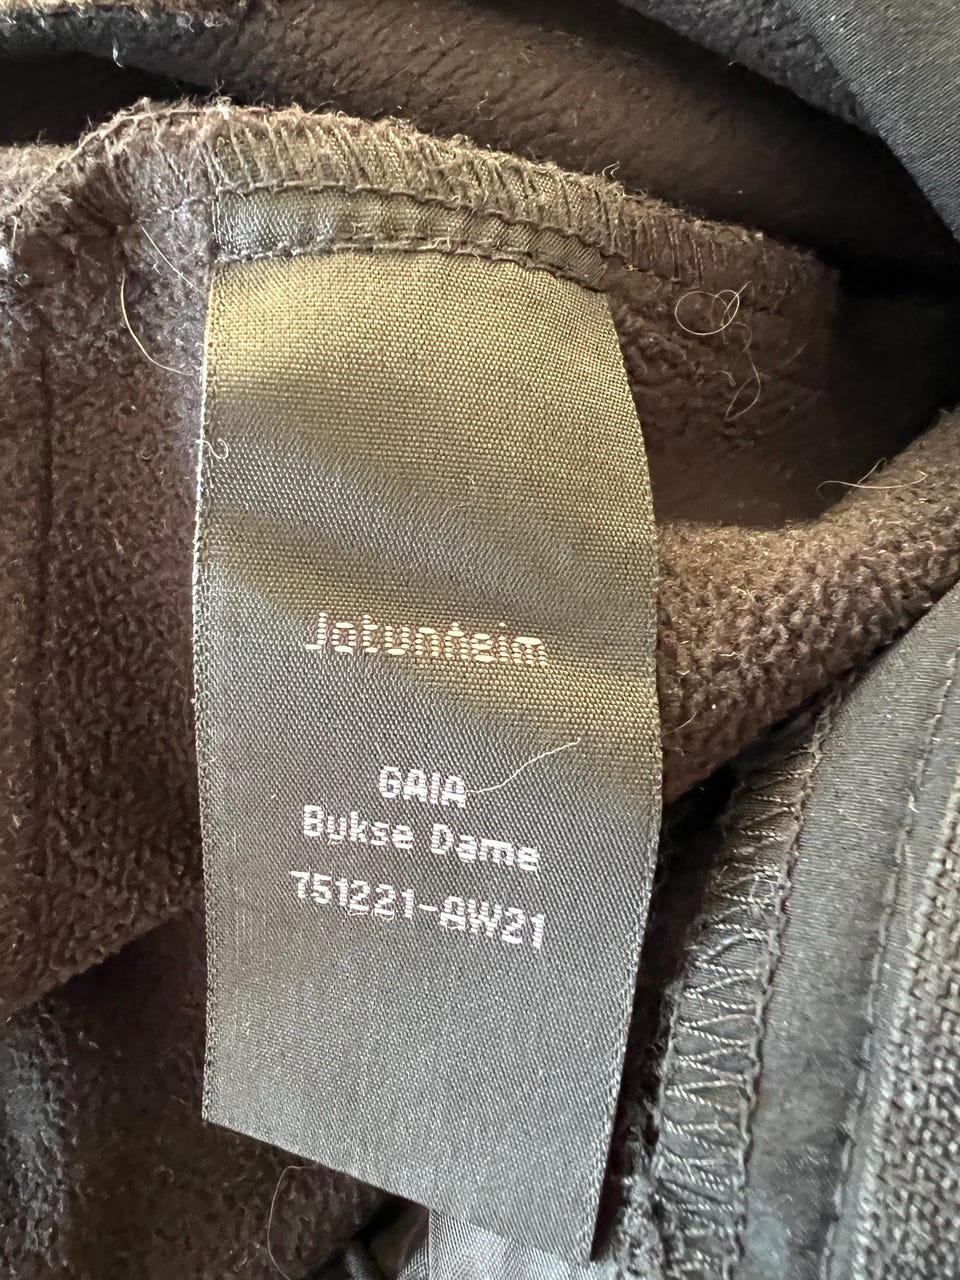 Jotunheim
GAIA
Bukse Dame
751221-AW21